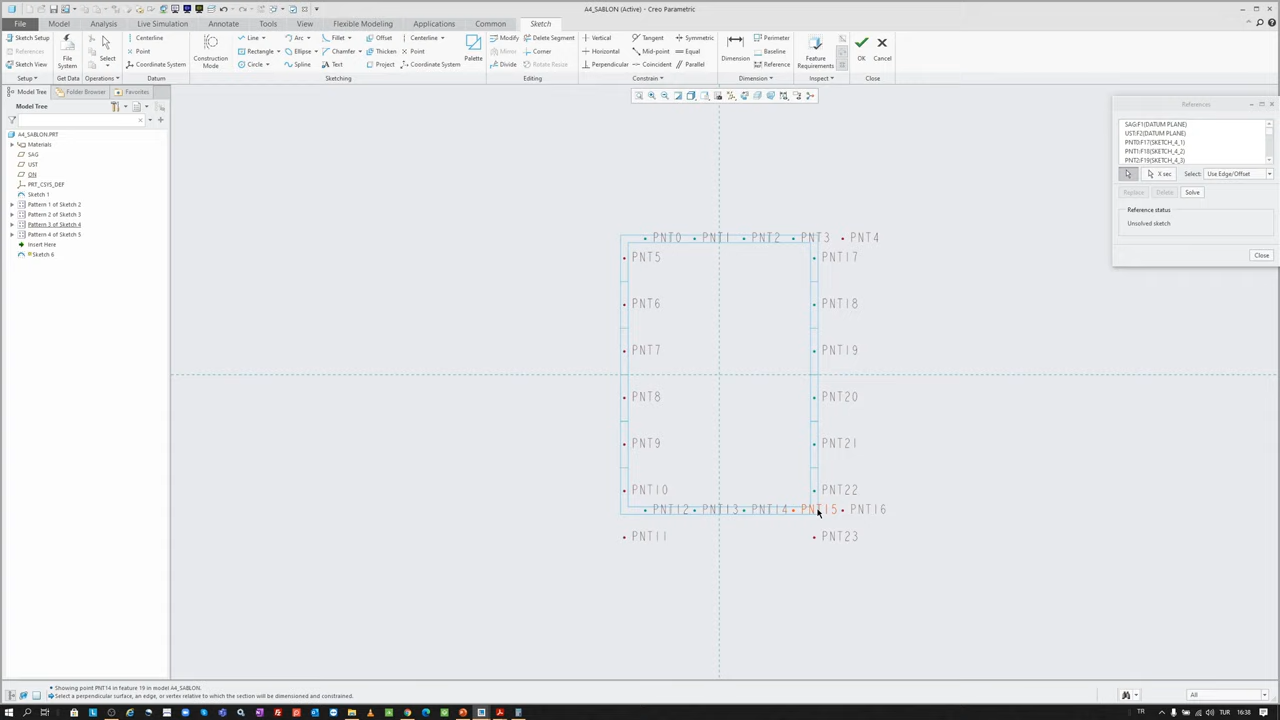 A4_SABLON (Active) - Creo Parametric
File Model Analysis Live Simulation Annotate Tools View Flexible Modeling Applications Common Sketch
Sketch Setup
References
Sketch View
Setup
File System
Get Data
Select
Operations
Centerline
Point
Coordinate System
Datum
Construction Mode
Line Arc Fillet Offset Centerline
Rectangle Ellipse Chamfer Thicken Point
Circle Spline Text Project Coordinate System
Palette
Sketching
Modify Delete Segment
Mirror Corner
Divide Rotate Resize
Editing
Vertical Tangent Symmetric
Horizontal Mid-point Equal
Perpendicular Coincident Parallel
Constrain
Dimension
Perimeter
Baseline
Reference
Dimension
Feature Requirements
Inspect
OK
Cancel
Close
Model Tree Folder Browser Favorites
Model Tree
A4_SABLON.PRT
Materials
SAG
UST
ON
PRT_CSYS_DEF
Sketch 1
Pattern 1 of Sketch 2
Pattern 2 of Sketch 3
Pattern 3 of Sketch 4
Pattern 4 of Sketch 5
Insert Here
Sketch 6
References
SAG:F1(DATUM PLANE)
UST:F2(DATUM PLANE)
PNT0:F17(SKETCH_4_1)
PNT1:F18(SKETCH_4_2)
PNT2:F19(SKETCH_4_3)
X sec
Select: Use Edge/Offset
Replace Delete Solve
Reference status
Unsolved sketch
Close
PNT0 PNT1 PNT2 PNT3 PNT4
PNT5 PNT17
PNT6 PNT18
PNT7 PNT19
PNT8 PNT20
PNT9 PNT21
PNT10 PNT22
PNT12 PNT13 PNT14 PNT15 PNT16
PNT11 PNT23
Showing point PNT14 in feature 19 in model A4_SABLON.
Select a perpendicular surface, an edge, or vertex relative to which the section will be dimensioned and constrained.
All
TR
TUR 16:38